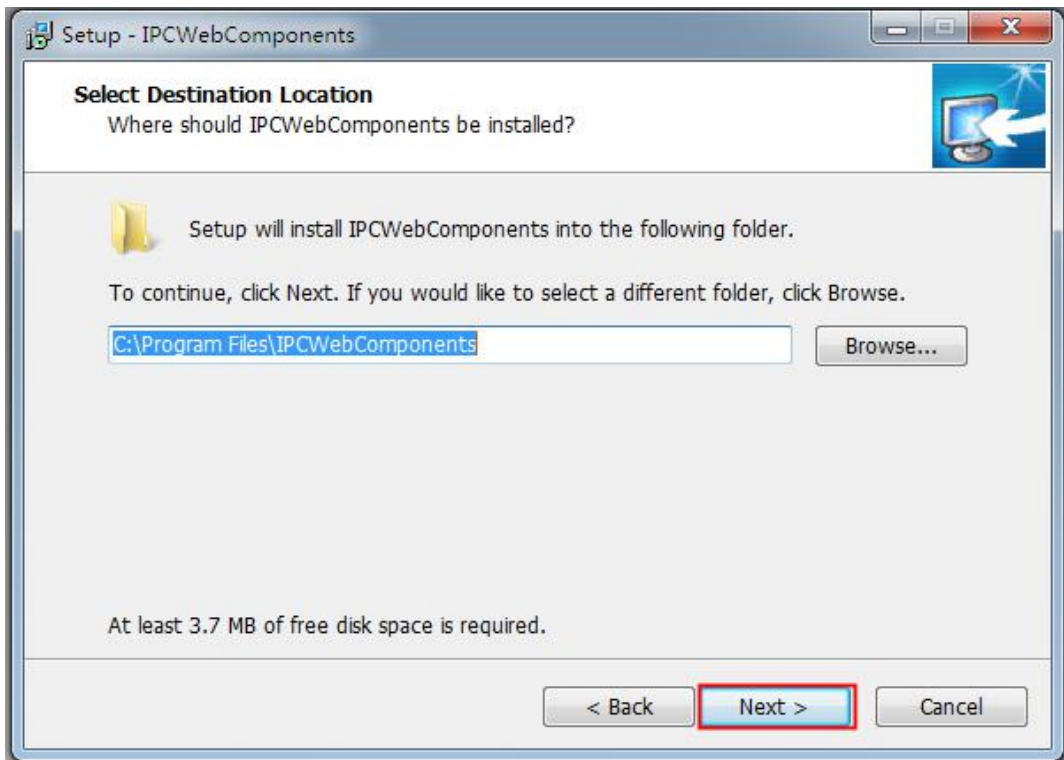 Setup - IPCWebComponents
Select Destination Location
Where should IPCWebComponents be installed?
Setup will install IPCWebComponents into the following folder.
To continue, click Next. If you would like to select a different folder, click Browse.
C:\Program Files\IPCWebComponents
Browse...
At least 3.7 MB of free disk space is required.
< Back
Next >
Cancel